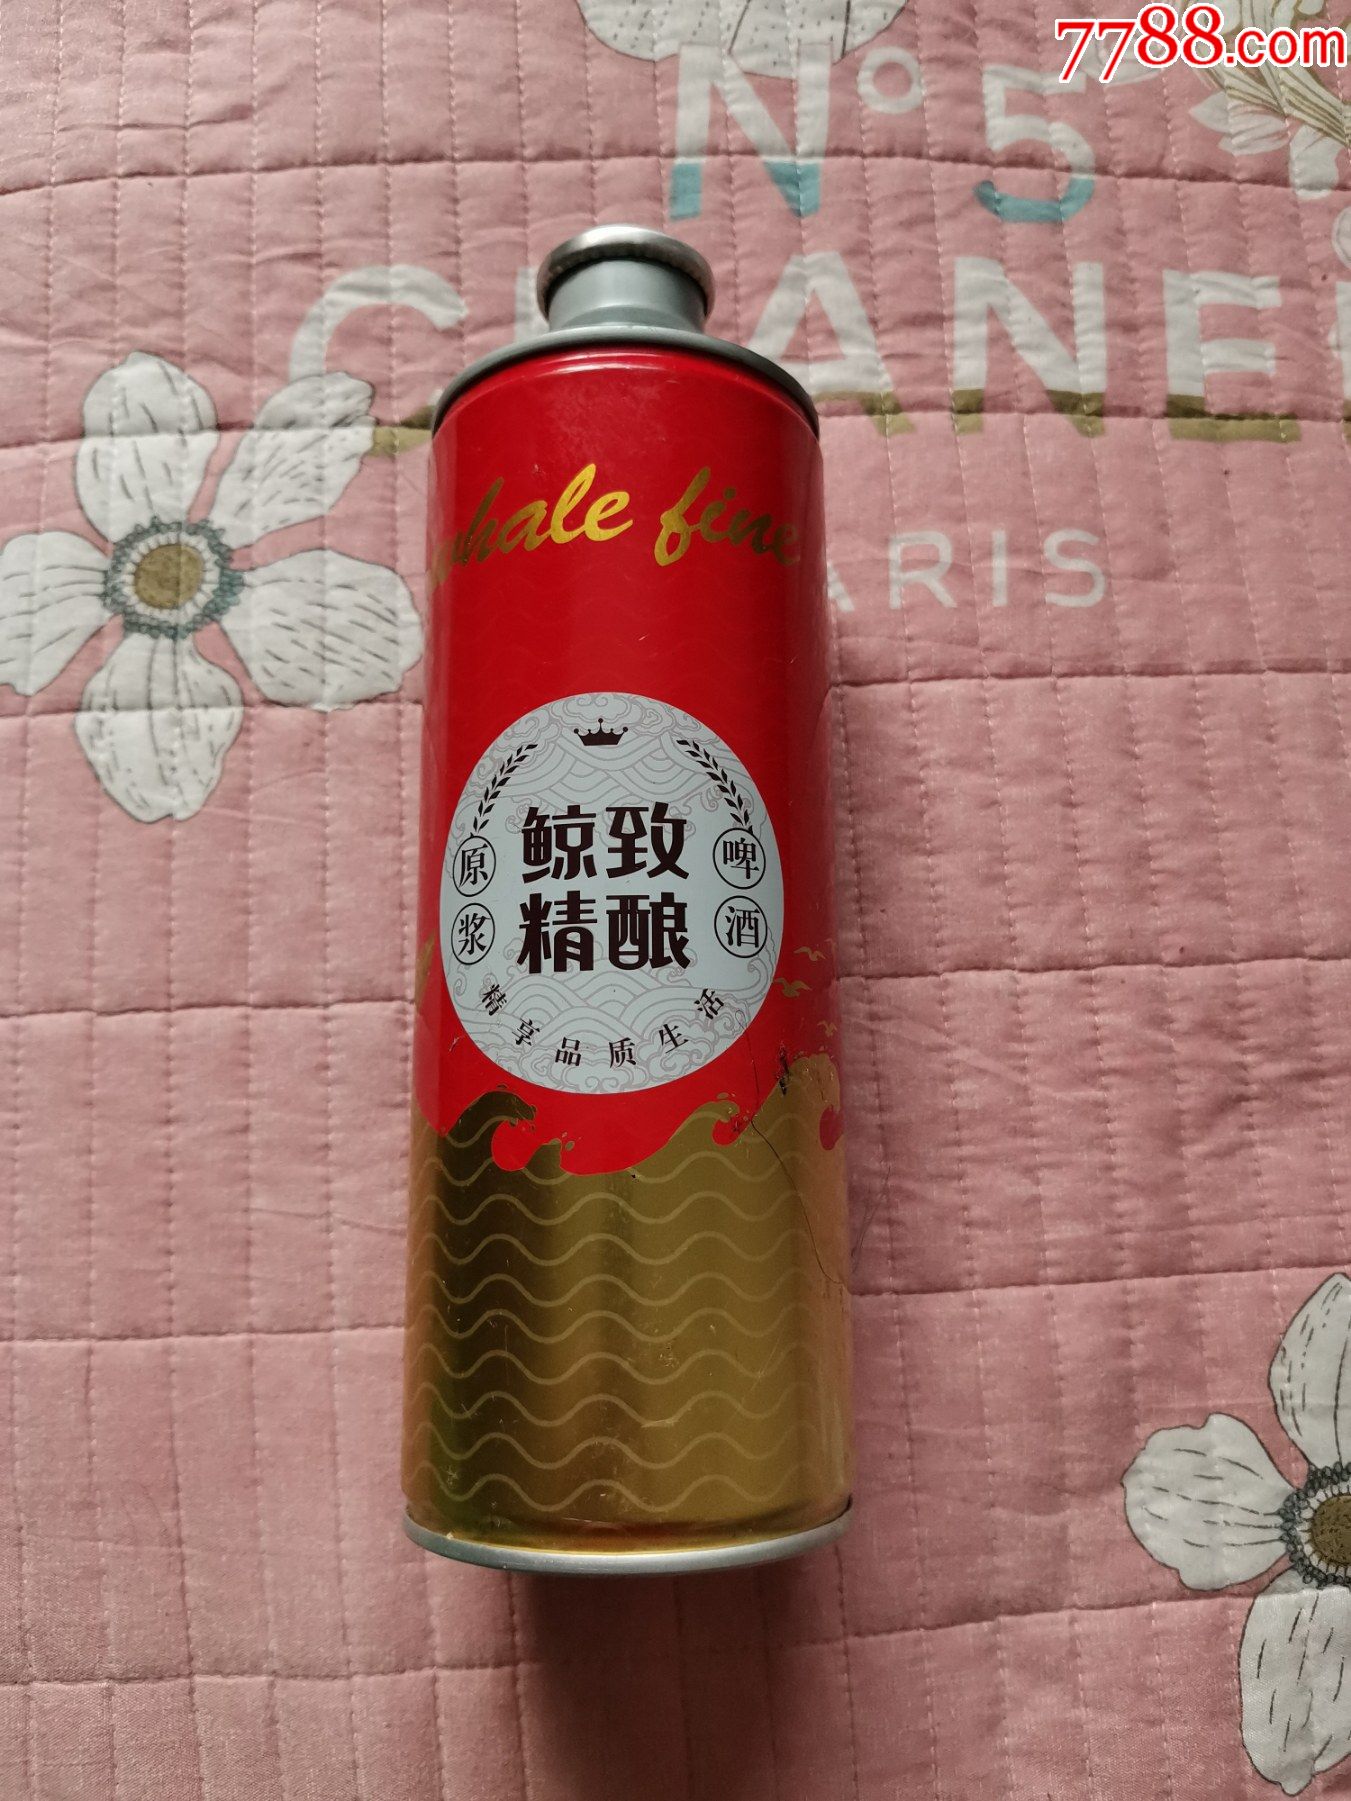 7788.com
N°5
CHANEL
PARIS
whale fine
鲸致
精酿
原浆
啤酒
精享品质生活